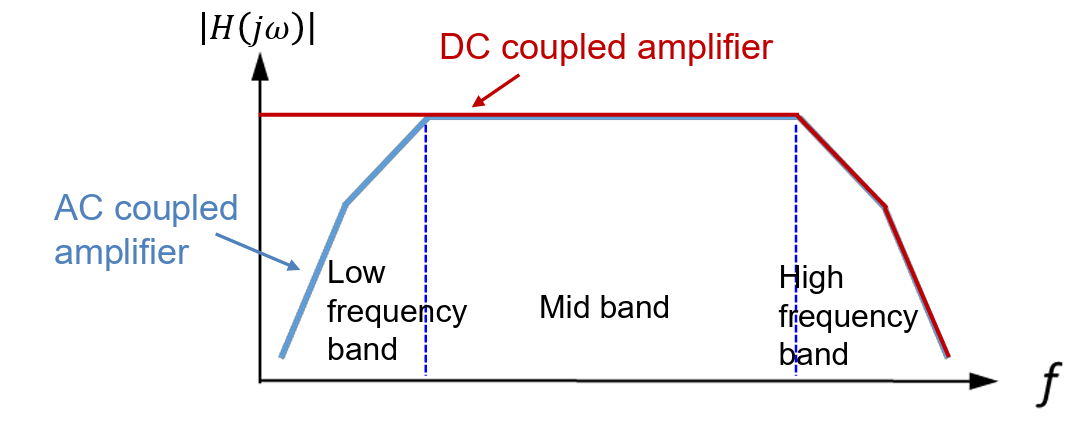 |H(jω)|
DC coupled amplifier
AC coupled
amplifier
Low
frequency
band
Mid band
High
frequency
band
f